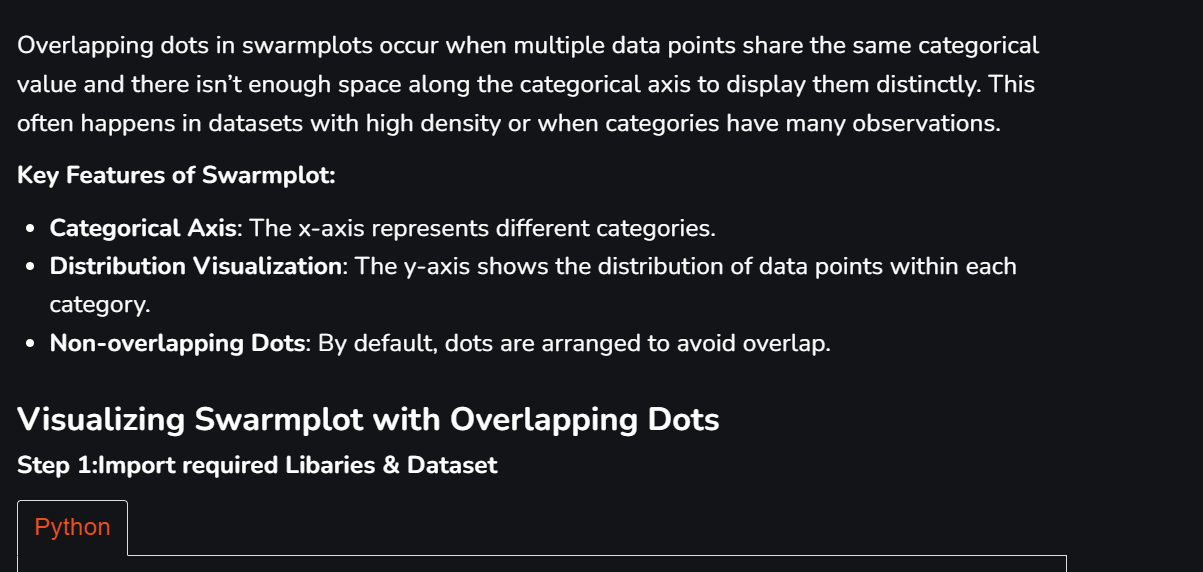 Overlapping dots in swarmplots occur when multiple data points share the same categorical
value and there isn’t enough space along the categorical axis to display them distinctly. This
often happens in datasets with high density or when categories have many observations.
Key Features of Swarmplot:
• Categorical Axis: The x-axis represents different categories.
• Distribution Visualization: The y-axis shows the distribution of data points within each
category.
• Non-overlapping Dots: By default, dots are arranged to avoid overlap.
Visualizing Swarmplot with Overlapping Dots
Step 1:Import required Libaries & Dataset
Python